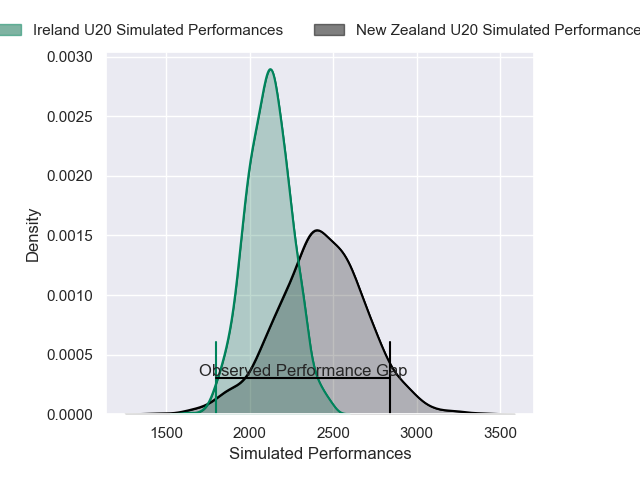 Ireland U20 Simulated Performances
New Zealand U20 Simulated Performance
0.0030
0.0025
0.0020
0.0015
0.0010
0.0005
0.0000
Density
Observed Performance Gap
1500 2000 2500 3000 3500
Simulated Performances